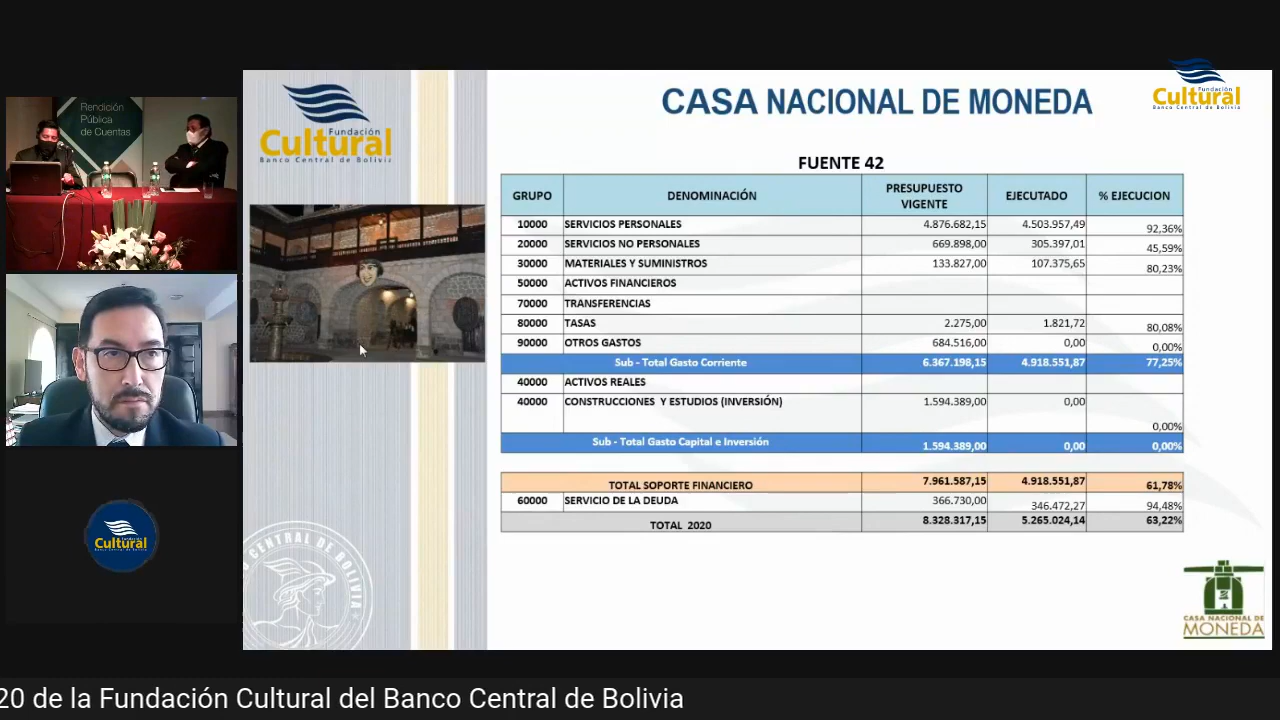 Rendición
Pública
de Cuentas
Fundación
Cultural
Banco Central de Bolivia
Fundación
Cultural
Banco Central de Bolivia
CASA NACIONAL DE MONEDA
Fundación
Cultural
Banco Central de Bolivia
FUENTE 42
GRUPO DENOMINACIÓN PRESUPUESTO VIGENTE EJECUTADO % EJECUCION
10000 SERVICIOS PERSONALES 4.876.682,15 4.503.957,49 92,36%
20000 SERVICIOS NO PERSONALES 669.898,00 305.397,01 45,59%
30000 MATERIALES Y SUMINISTROS 133.827,00 107.375,65 80,23%
50000 ACTIVOS FINANCIEROS
70000 TRANSFERENCIAS
80000 TASAS 2.275,00 1.821,72 80,08%
90000 OTROS GASTOS 684.516,00 0,00 0,00%
Sub - Total Gasto Corriente 6.367.198,15 4.918.551,87 77,25%
40000 ACTIVOS REALES
40000 CONSTRUCCIONES Y ESTUDIOS (INVERSIÓN) 1.594.389,00 0,00 0,00%
Sub - Total Gasto Capital e Inversión 1.594.389,00 0,00 0,00%
TOTAL SOPORTE FINANCIERO 7.961.587,15 4.918.551,87 61,78%
60000 SERVICIO DE LA DEUDA 366.730,00 346.472,27 94,48%
TOTAL 2020 8.328.317,15 5.265.024,14 63,22%
CENTRAL DE BOLIVIA
CASA NACIONAL DE
MONEDA
20 de la Fundación Cultural del Banco Central de Bolivia